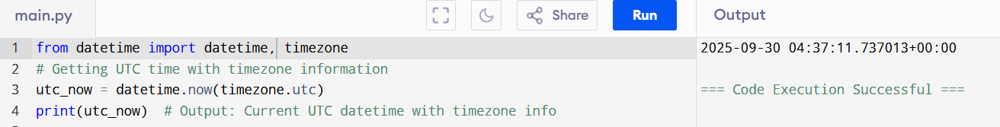 main.py Share Run Output
1 from datetime import datetime, timezone
2025-09-30 04:37:11.737013+00:00
2 # Getting UTC time with timezone information
3 utc_now = datetime.now(timezone.utc)
=== Code Execution Successful ===
4 print(utc_now)  # Output: Current UTC datetime with timezone info